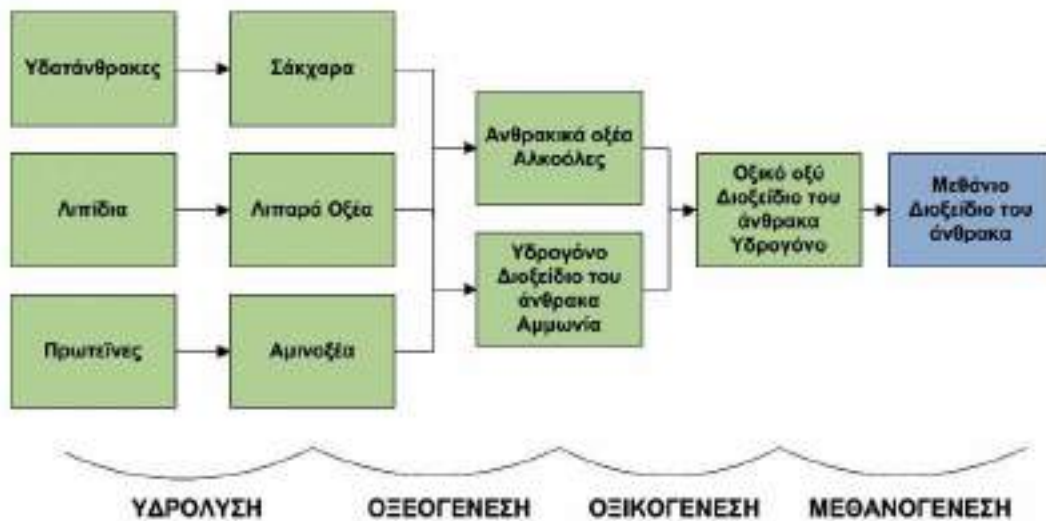 Υδατάνθρακες
Σάκχαρα
Λιπίδια
Λιπαρά Οξέα
Πρωτεΐνες
Αμινοξέα
Ανθρακικά οξέα
Αλκοόλες
Υδρογόνο
Διοξείδιο του
άνθρακα
Αμμωνία
Οξικό οξύ
Διοξείδιο του
άνθρακα
Υδρογόνο
Μεθάνιο
Διοξείδιο του
άνθρακα
ΥΔΡΟΛΥΣΗ
ΟΞΕΟΓΕΝΕΣΗ
ΟΞΙΚΟΓΕΝΕΣΗ
ΜΕΘΑΝΟΓΕΝΕΣΗ